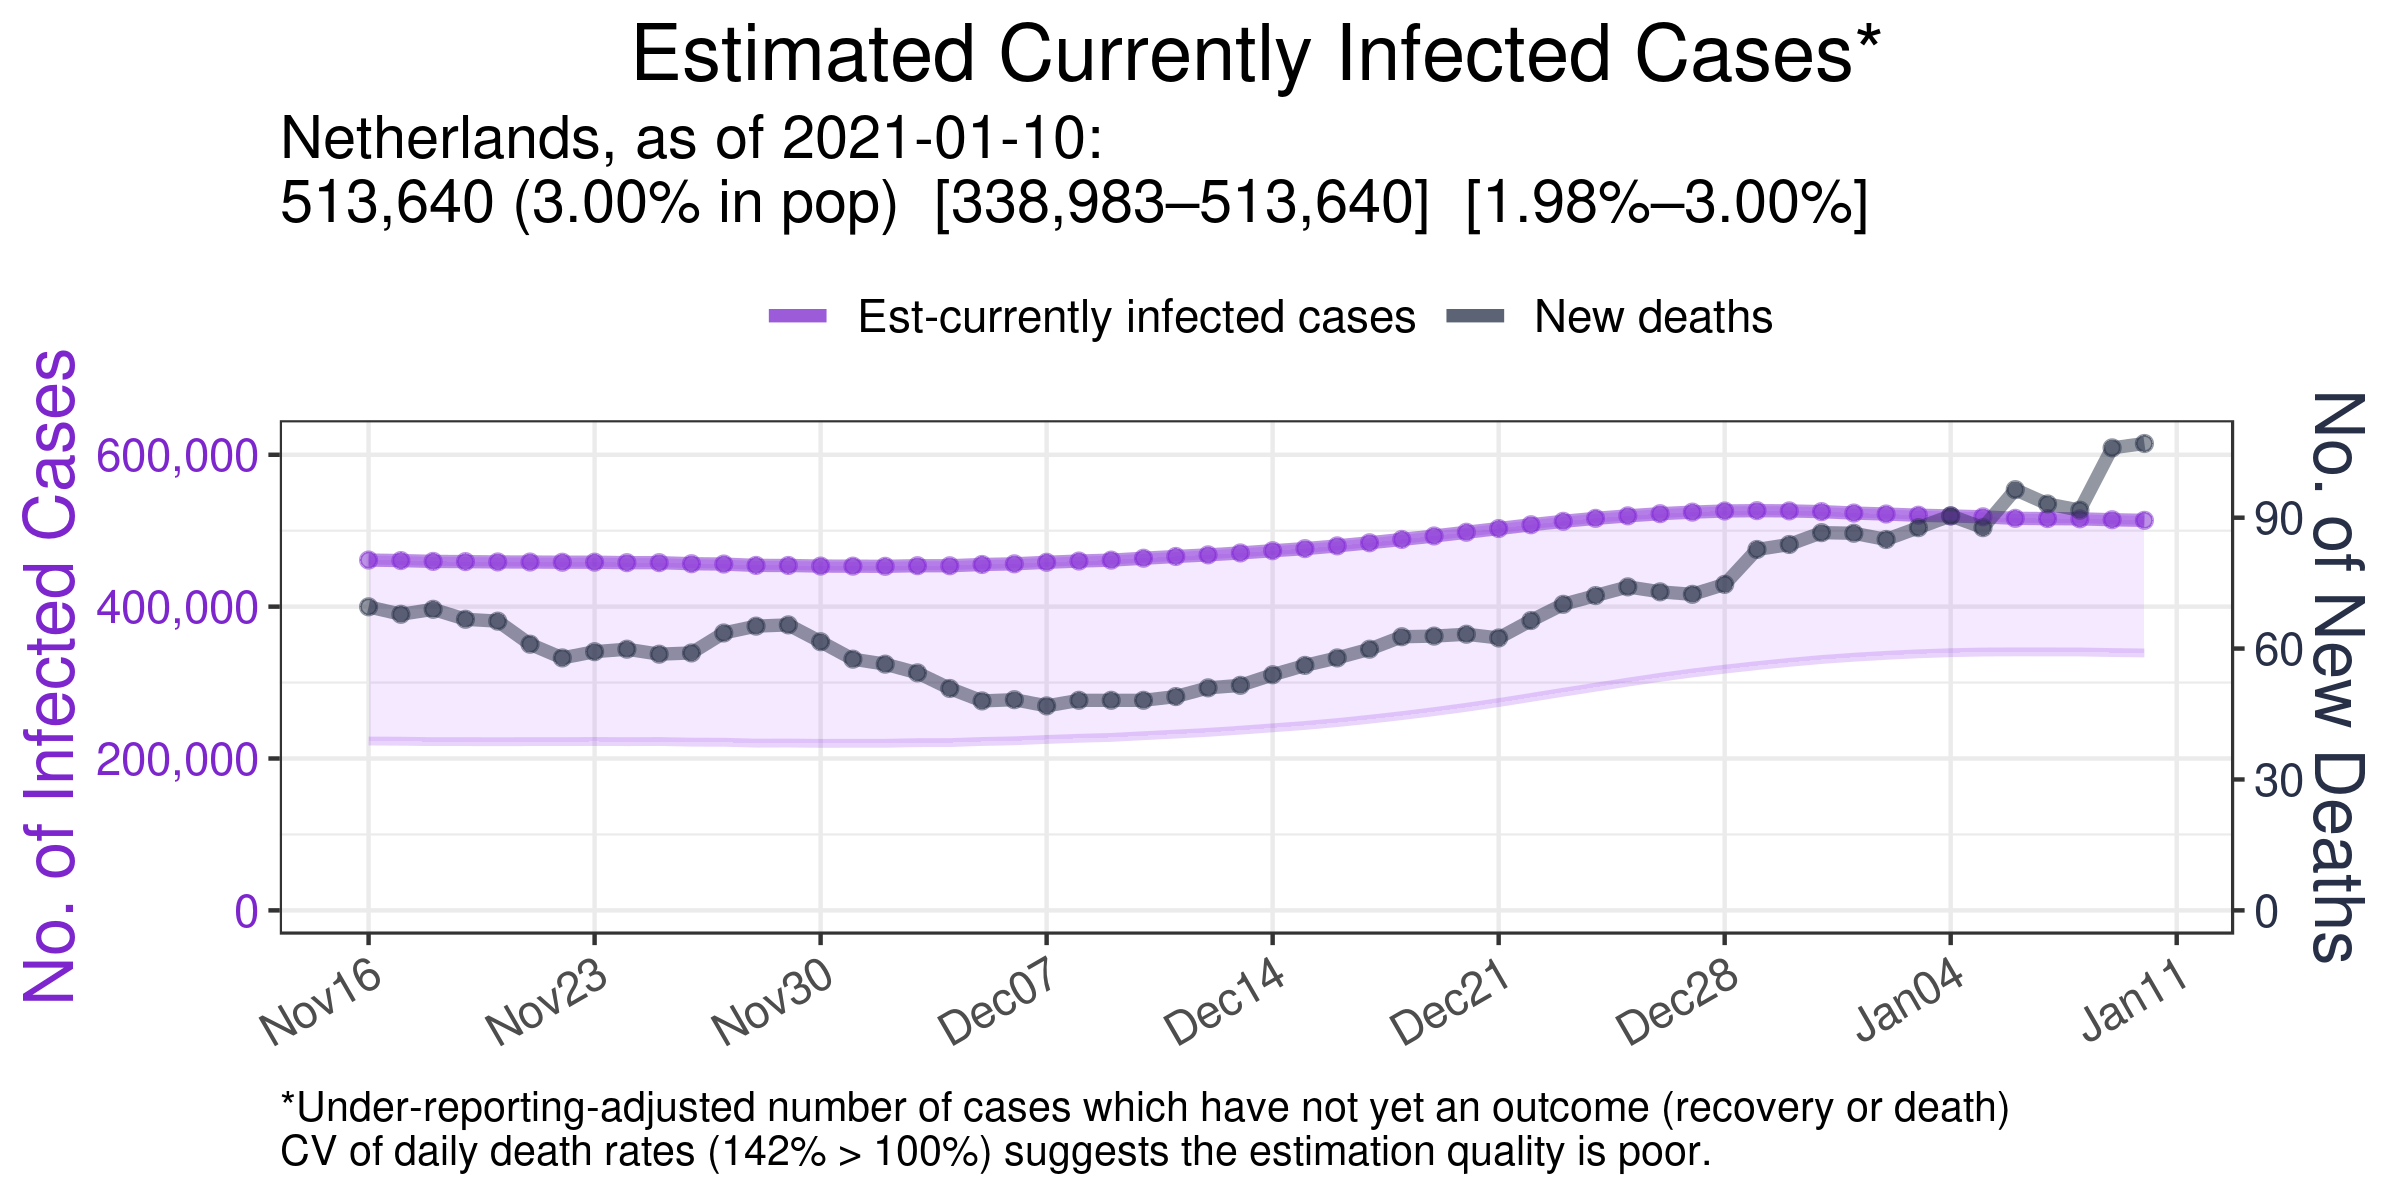 Estimated Currently Infected Cases*
Netherlands, as of 2021-01-10:
513,640 (3.00% in pop)  [338,983–513,640]  [1.98%–3.00%]
Est-currently infected cases
New deaths
No. of Infected Cases
600,000
400,000
200,000
0
No. of New Deaths
90
60
30
0
Nov16
Nov23
Nov30
Dec07
Dec14
Dec21
Dec28
Jan04
Jan11
*Under-reporting-adjusted number of cases which have not yet an outcome (recovery or death)
CV of daily death rates (142% > 100%) suggests the estimation quality is poor.